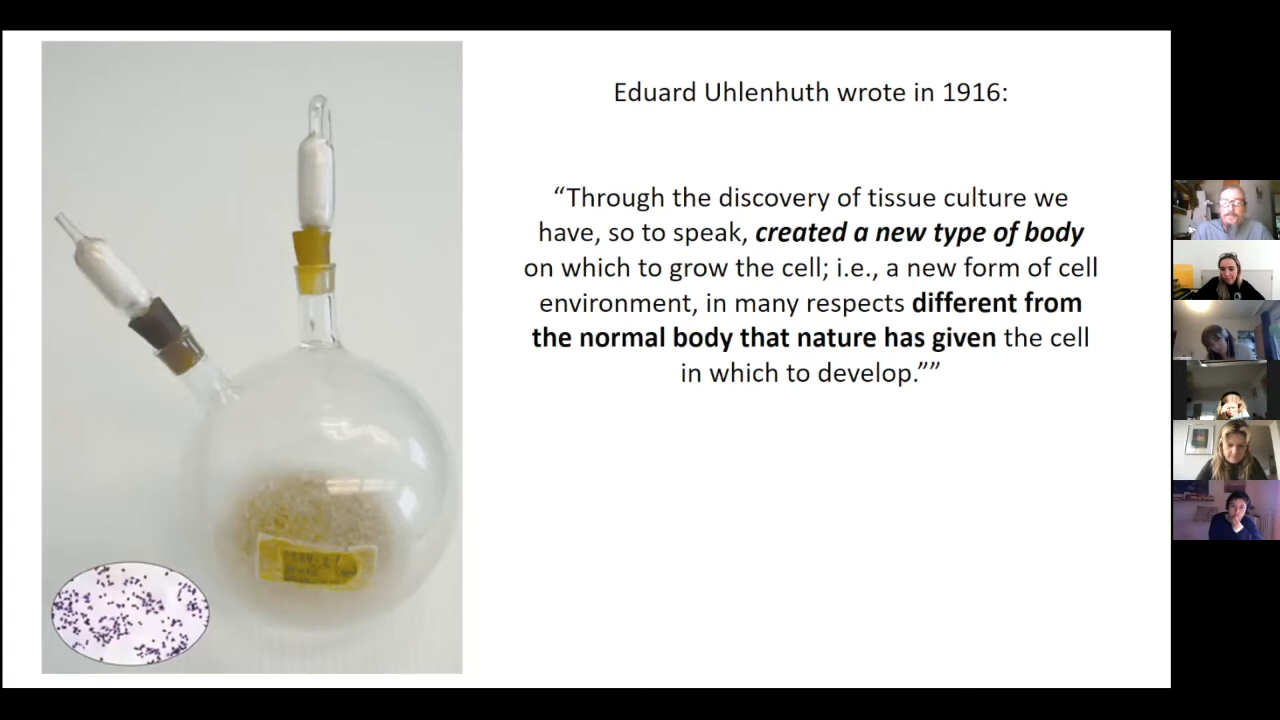 Eduard Uhlenhuth wrote in 1916:
“Through the discovery of tissue culture we
have, so to speak, created a new type of body
on which to grow the cell; i.e., a new form of cell
environment, in many respects different from
the normal body that nature has given the cell
in which to develop.””